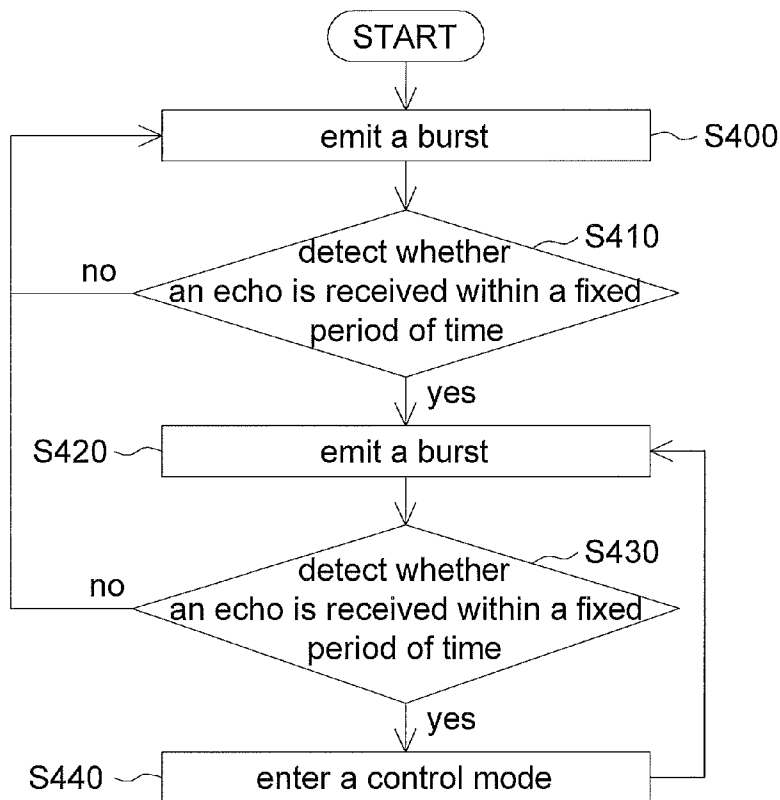 START
emit a burst
S400
S410
detect whether
an echo is received within a fixed
period of time
no
yes
S420
emit a burst
S430
detect whether
an echo is received within a fixed
period of time
no
yes
S440
enter a control mode